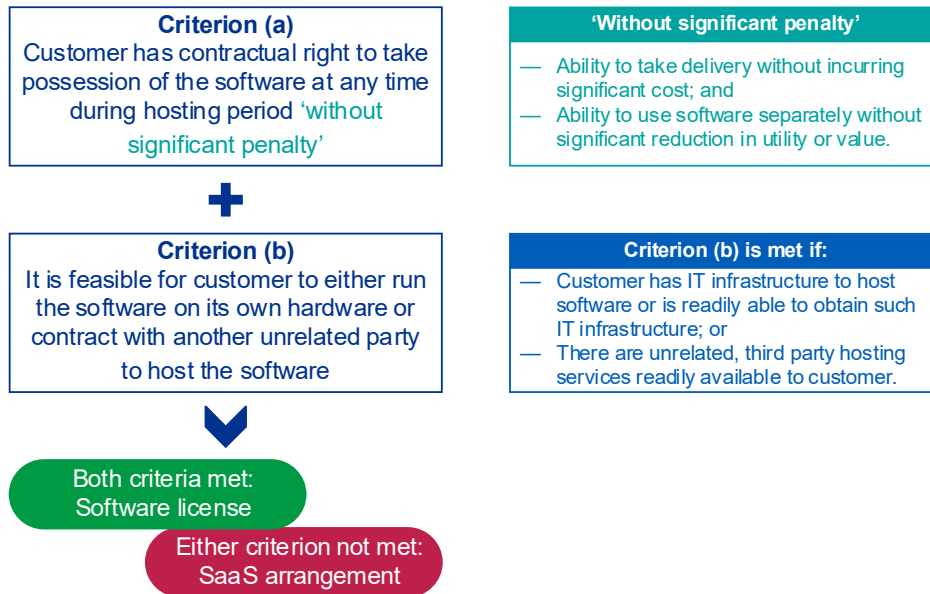 Criterion (a)
Customer has contractual right to take
possession of the software at any time
during hosting period ‘without
significant penalty’
‘Without significant penalty’
— Ability to take delivery without incurring
significant cost; and
— Ability to use software separately without
significant reduction in utility or value.
Criterion (b)
It is feasible for customer to either run
the software on its own hardware or
contract with another unrelated party
to host the software
Criterion (b) is met if:
— Customer has IT infrastructure to host
software or is readily able to obtain such
IT infrastructure; or
— There are unrelated, third party hosting
services readily available to customer.
Both criteria met:
Software license
Either criterion not met:
SaaS arrangement